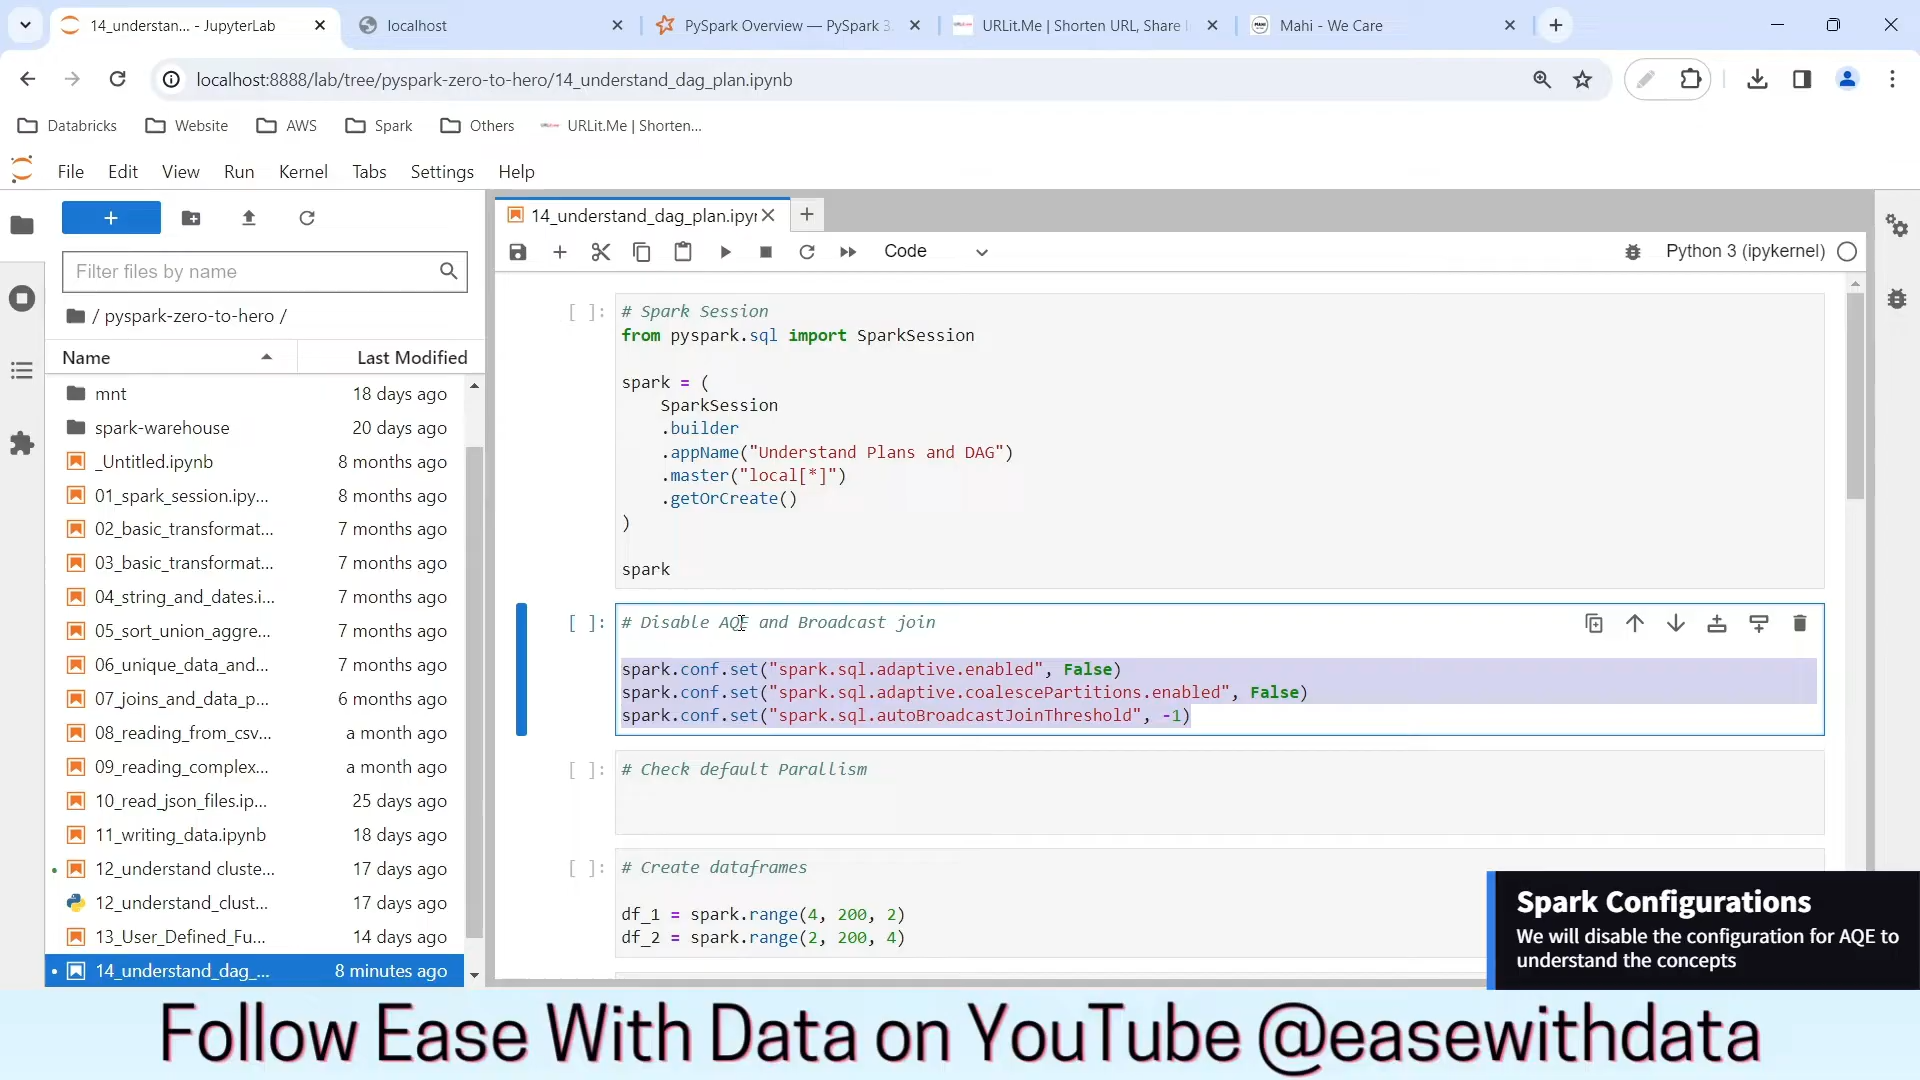 14_understan... - JupyterLab
localhost
PySpark Overview — PySpark 3.
URLit.Me | Shorten URL, Share l
Mahi - We Care
localhost:8888/lab/tree/pyspark-zero-to-hero/14_understand_dag_plan.ipynb
Databricks
Website
AWS
Spark
Others
URLit.Me | Shorten...
File
Edit
View
Run
Kernel
Tabs
Settings
Help
Filter files by name
/ pyspark-zero-to-hero /
Name
Last Modified
mnt 18 days ago
spark-warehouse 20 days ago
_Untitled.ipynb 8 months ago
01_spark_session.ipy... 8 months ago
02_basic_transformat... 7 months ago
03_basic_transformat... 7 months ago
04_string_and_dates.i... 7 months ago
05_sort_union_aggre... 7 months ago
06_unique_data_and... 7 months ago
07_joins_and_data_p... 6 months ago
08_reading_from_csv... a month ago
09_reading_complex... a month ago
10_read_json_files.ip... 25 days ago
11_writing_data.ipynb 18 days ago
12_understand cluste... 17 days ago
12_understand_clust... 17 days ago
13_User_Defined_Fu... 14 days ago
14_understand_dag_... 8 minutes ago
14_understand_dag_plan.ipyr
Code
Python 3 (ipykernel)
[ ]: # Spark Session
from pyspark.sql import SparkSession
spark = (
SparkSession
.builder
.appName("Understand Plans and DAG")
.master("local[*]")
.getOrCreate()
)
spark
[ ]: # Disable AQE and Broadcast join
spark.conf.set("spark.sql.adaptive.enabled", False)
spark.conf.set("spark.sql.adaptive.coalescePartitions.enabled", False)
spark.conf.set("spark.sql.autoBroadcastJoinThreshold", -1)
[ ]: # Check default Parallism
[ ]: # Create dataframes
df_1 = spark.range(4, 200, 2)
df_2 = spark.range(2, 200, 4)
Spark Configurations
We will disable the configuration for AQE to
understand the concepts
Follow Ease With Data on YouTube @easewithdata